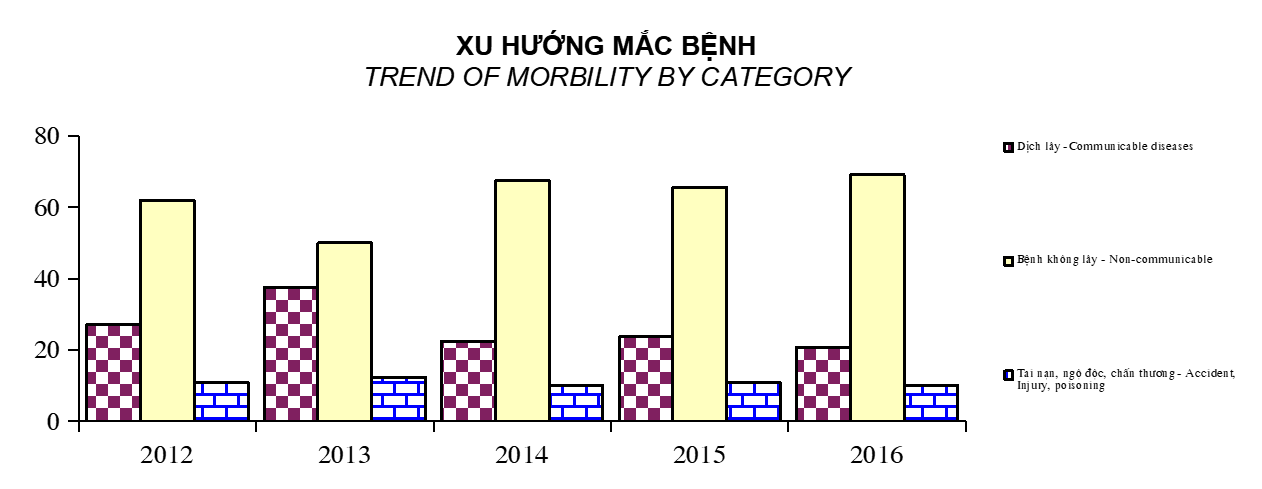 XU HƯỚNG MẮC BỆNH
TREND OF MORBILITY BY CATEGORY
80
60
40
20
0
2012 2013 2014 2015 2016
Dịch lây - Communicable diseases
Bệnh không lây - Non-communicable
Tai nạn, ngộ độc, chấn thương - Accident,
Injury, poisoning